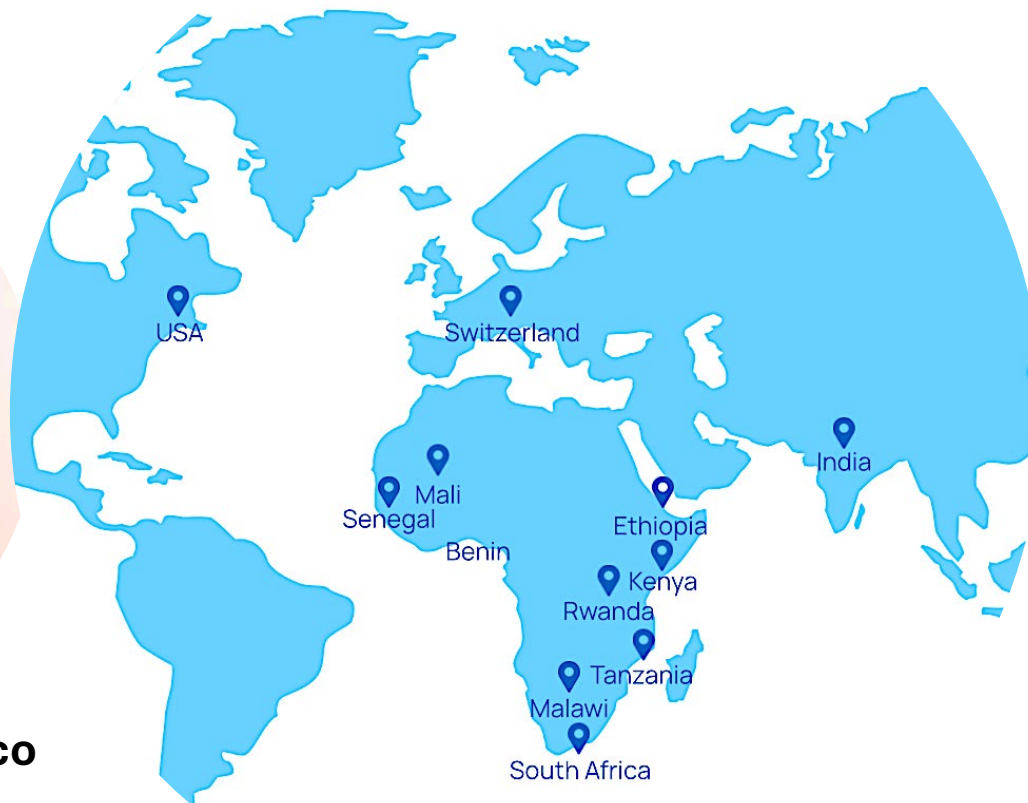 USA
Switzerland
India
Mali
Senegal
Ethiopia
Benin
Kenya
Rwanda
Tanzania
Malawi
South Africa
co